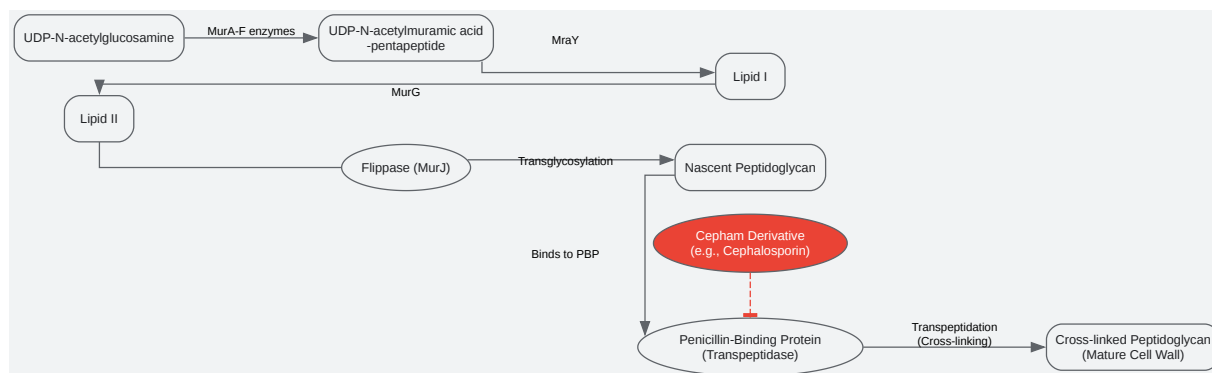 UDP-N-acetylglucosamine
MurA-F enzymes
UDP-N-acetylmuramic acid
-pentapeptide
MraY
Lipid I
MurG
Lipid II
Flippase (MurJ)
Transglycosylation
Nascent Peptidoglycan
Cepham Derivative
(e.g., Cephalosporin)
Binds to PBP
Penicillin-Binding Protein
(Transpeptidase)
Transpeptidation
(Cross-linking)
Cross-linked Peptidoglycan
(Mature Cell Wall)